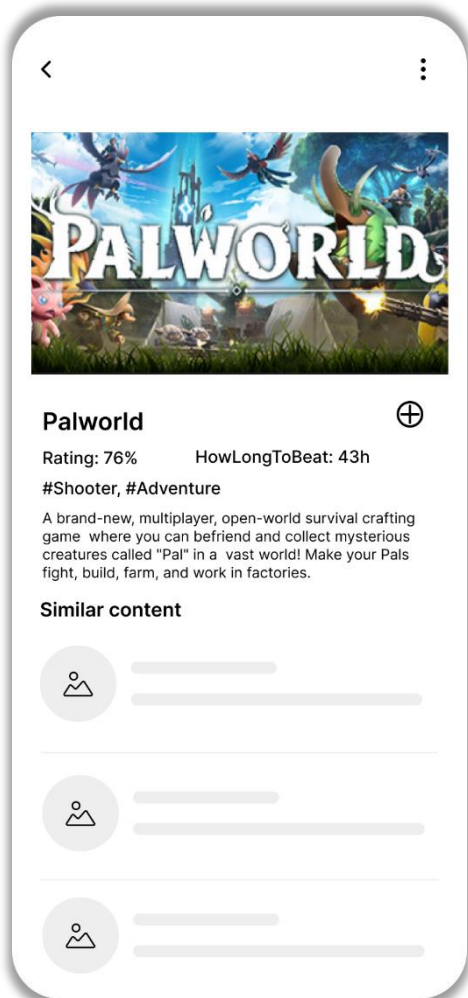 PALWORLD
Palworld
Rating: 76%
HowLongToBeat: 43h
#Shooter, #Adventure
A brand-new, multiplayer, open-world survival crafting
game where you can befriend and collect mysterious
creatures called "Pal" in a vast world! Make your Pals
fight, build, farm, and work in factories.
Similar content